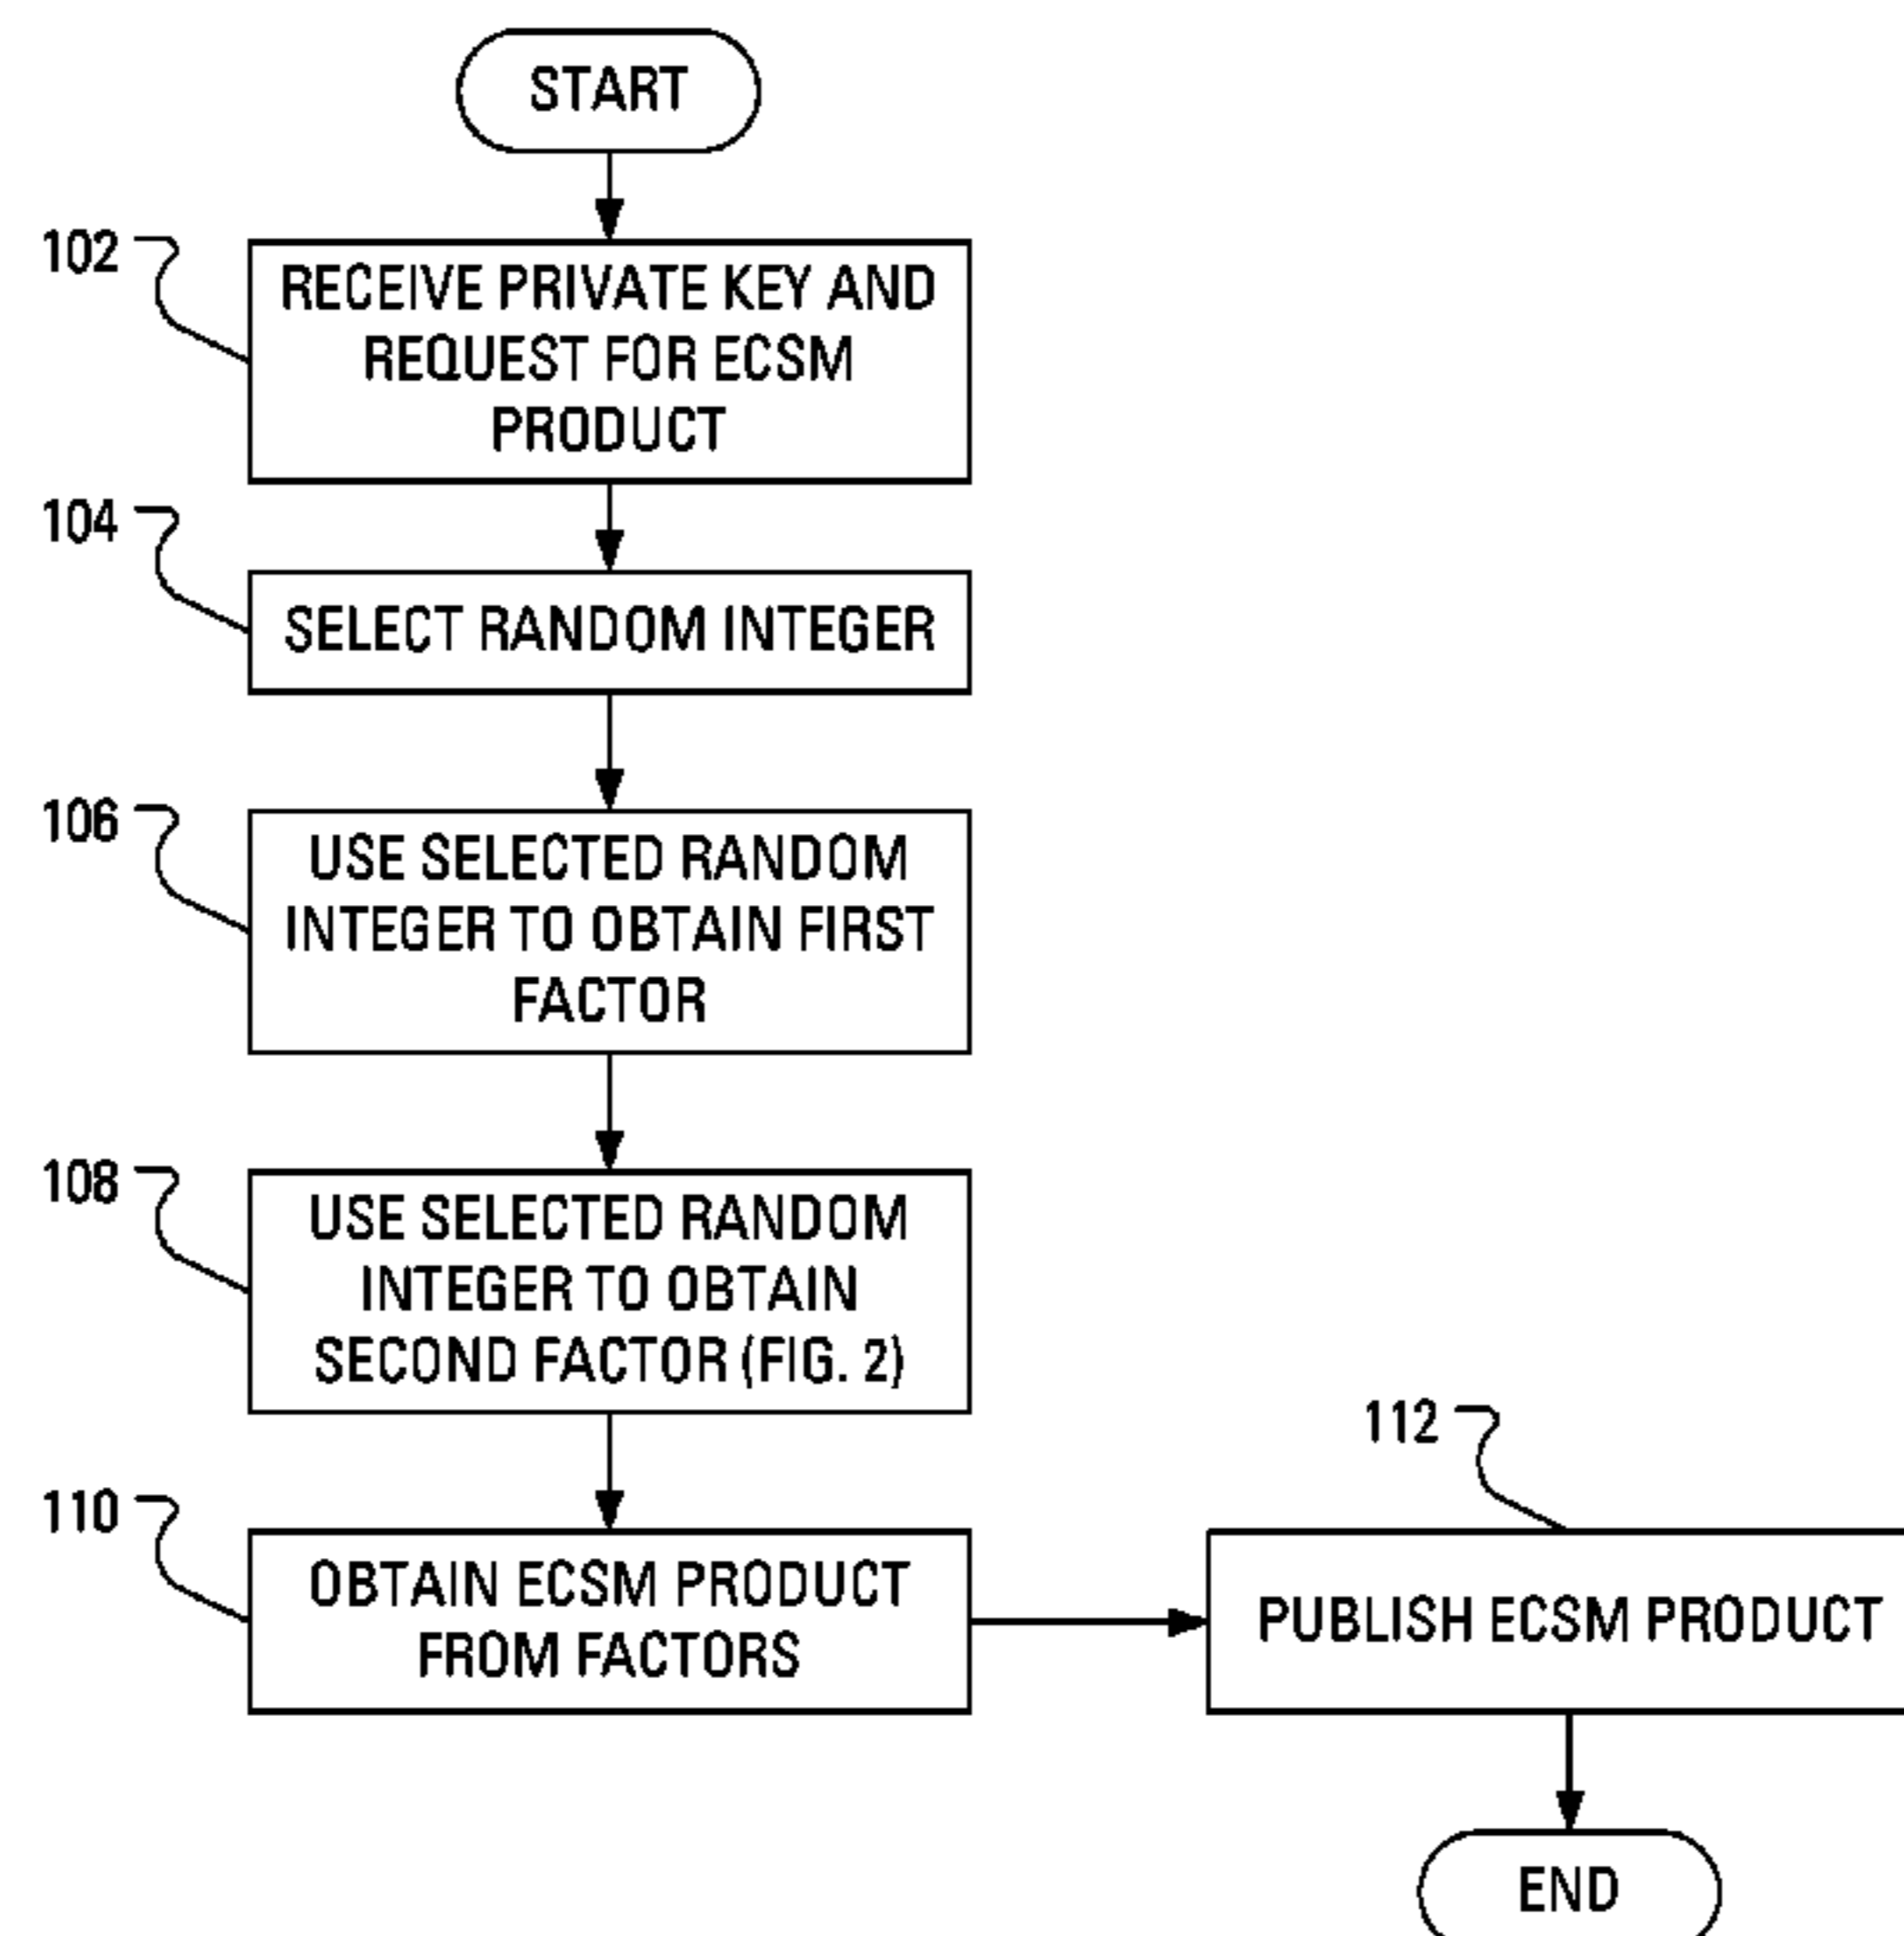 START
102
RECEIVE PRIVATE KEY AND
REQUEST FOR ECSM
PRODUCT
104
SELECT RANDOM INTEGER
106
USE SELECTED RANDOM
INTEGER TO OBTAIN FIRST
FACTOR
108
USE SELECTED RANDOM
INTEGER TO OBTAIN
SECOND FACTOR (FIG. 2)
110
OBTAIN ECSM PRODUCT
FROM FACTORS
112
PUBLISH ECSM PRODUCT
END